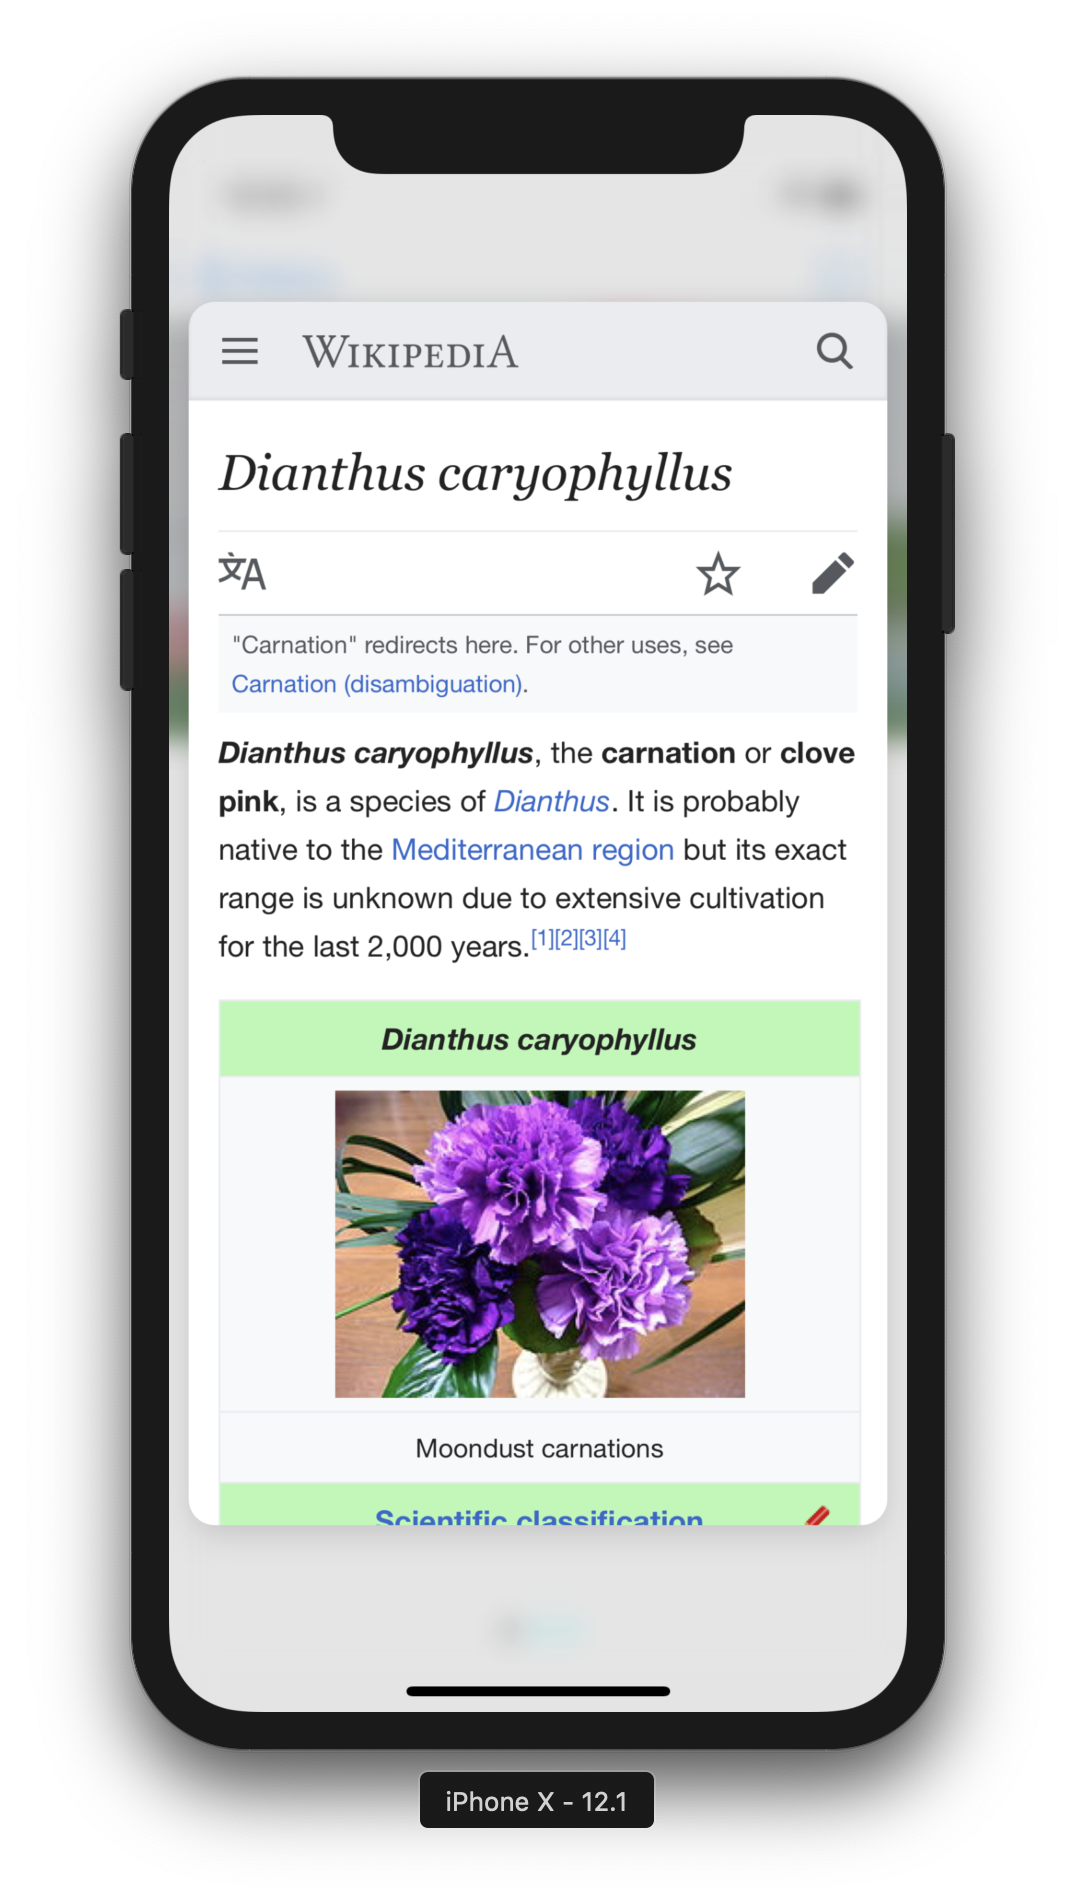 WIKIPEDIA
Dianthus caryophyllus
文A
"Carnation" redirects here. For other uses, see
Carnation (disambiguation).
Dianthus caryophyllus, the carnation or clove
pink, is a species of Dianthus. It is probably
native to the Mediterranean region but its exact
range is unknown due to extensive cultivation
for the last 2,000 years.[1][2][3][4]
Dianthus caryophyllus
Moondust carnations
Scientific classification
iPhone X - 12.1